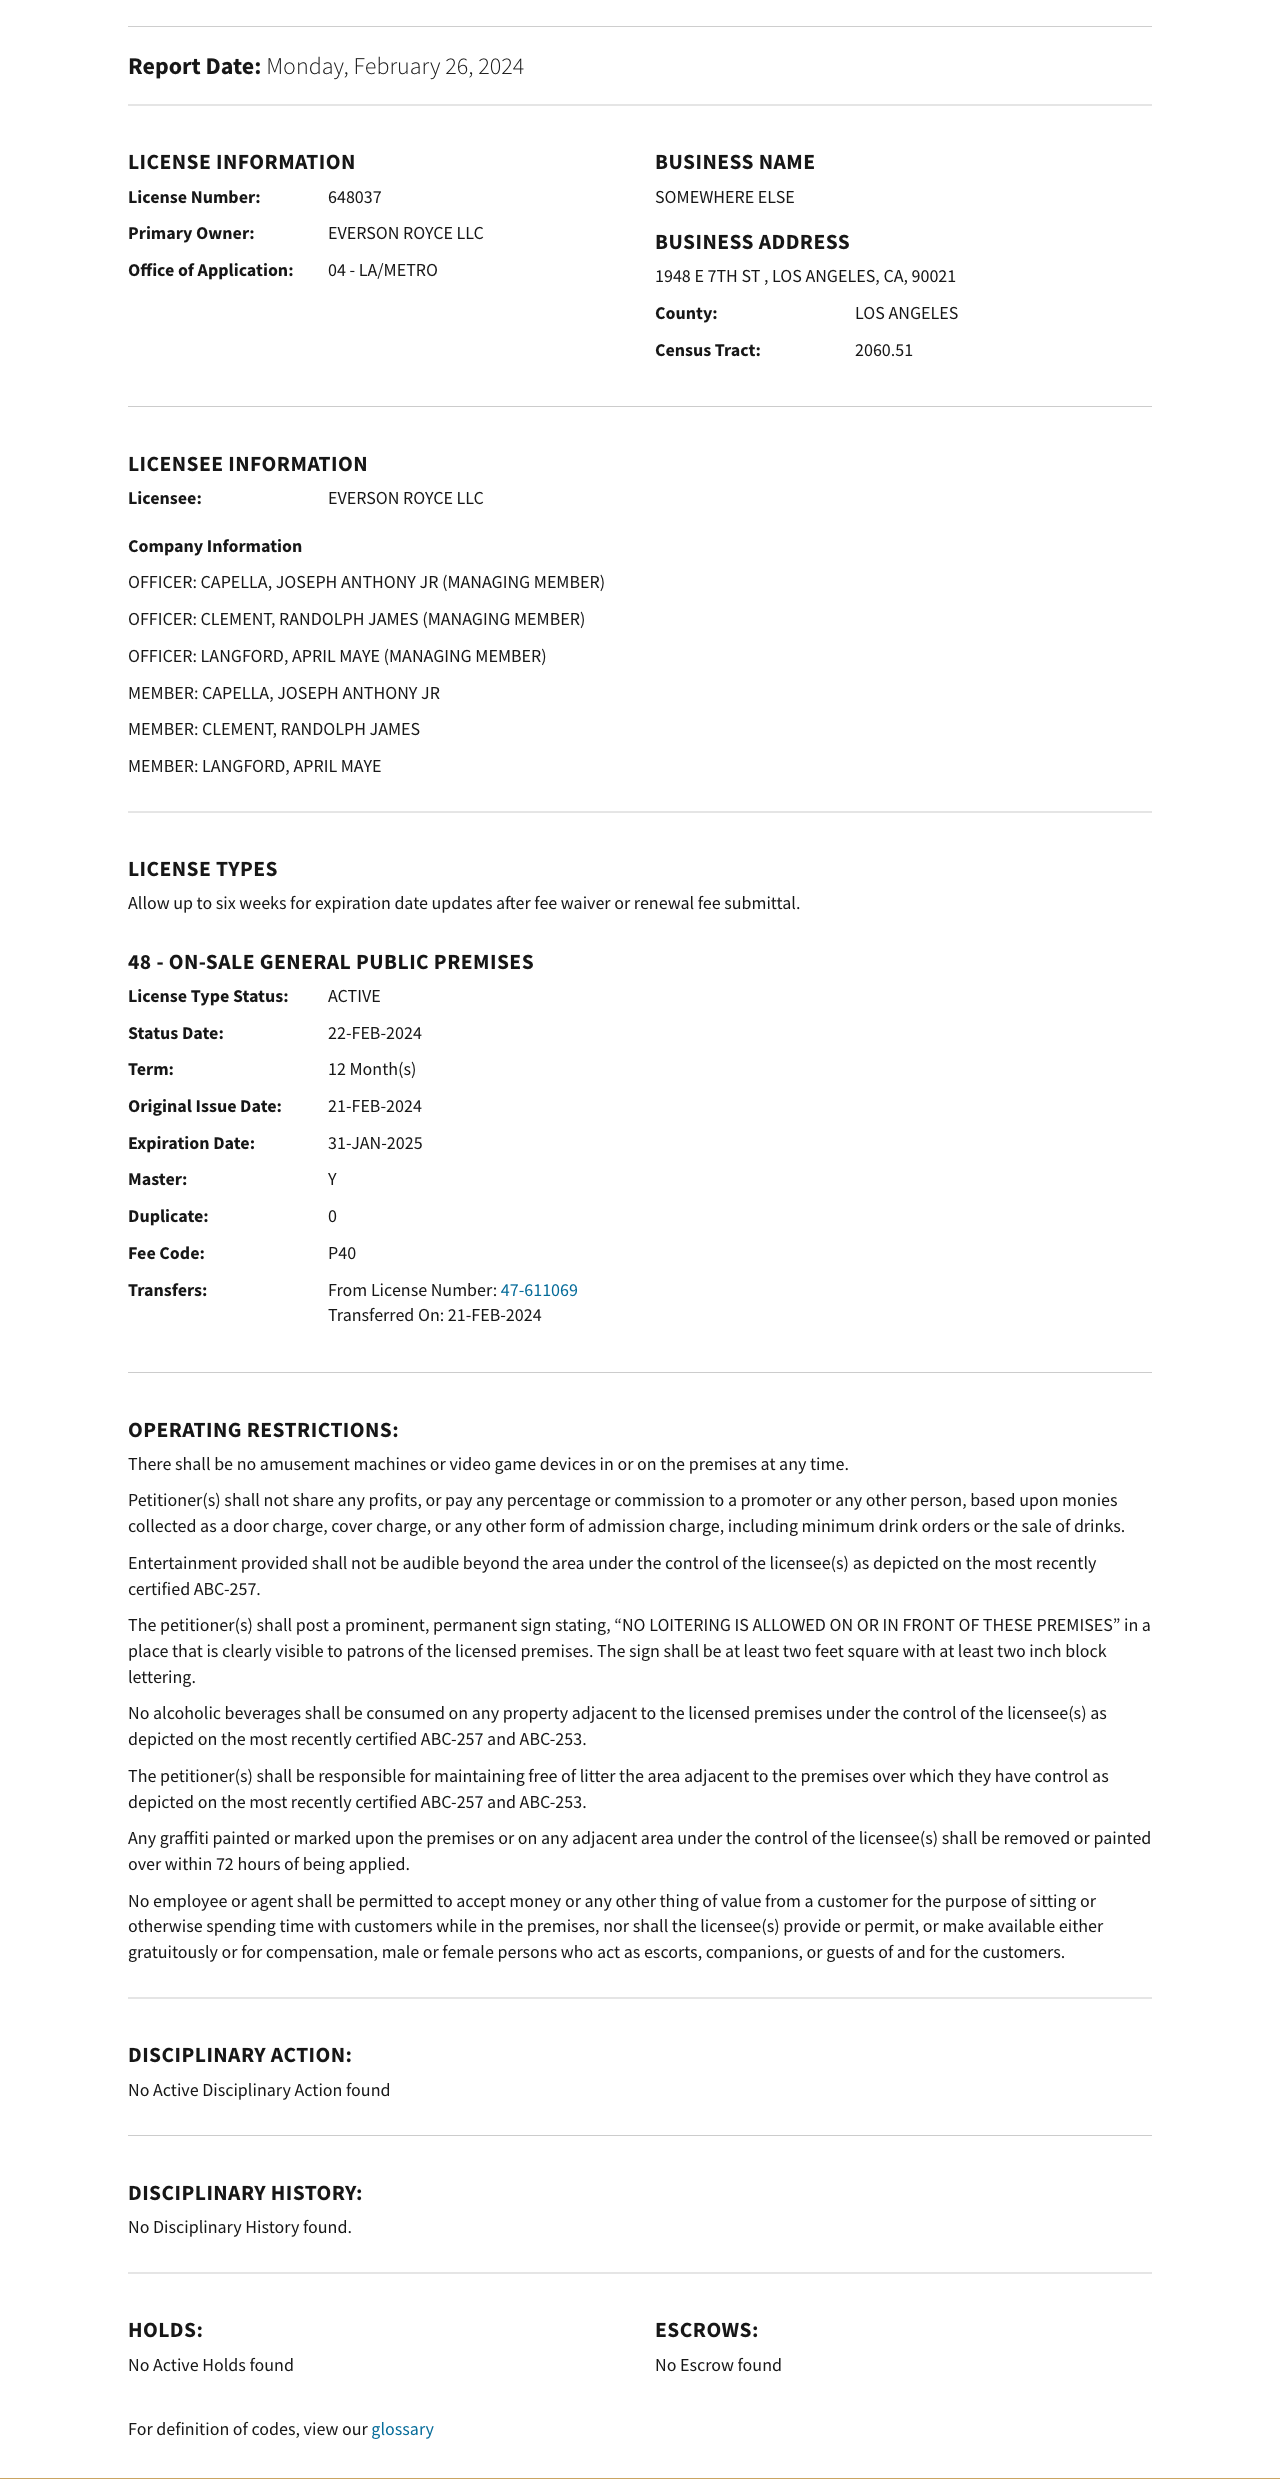 Report Date: Monday, February 26, 2024
LICENSE INFORMATION
License Number: 648037
Primary Owner: EVERSON ROYCE LLC
Office of Application: 04 - LA/METRO
BUSINESS NAME
SOMEWHERE ELSE
BUSINESS ADDRESS
1948 E 7TH ST , LOS ANGELES, CA, 90021
County: LOS ANGELES
Census Tract: 2060.51
LICENSEE INFORMATION
Licensee: EVERSON ROYCE LLC
Company Information
OFFICER: CAPELLA, JOSEPH ANTHONY JR (MANAGING MEMBER)
OFFICER: CLEMENT, RANDOLPH JAMES (MANAGING MEMBER)
OFFICER: LANGFORD, APRIL MAYE (MANAGING MEMBER)
MEMBER: CAPELLA, JOSEPH ANTHONY JR
MEMBER: CLEMENT, RANDOLPH JAMES
MEMBER: LANGFORD, APRIL MAYE
LICENSE TYPES
Allow up to six weeks for expiration date updates after fee waiver or renewal fee submittal.
48 - ON-SALE GENERAL PUBLIC PREMISES
License Type Status: ACTIVE
Status Date: 22-FEB-2024
Term: 12 Month(s)
Original Issue Date: 21-FEB-2024
Expiration Date: 31-JAN-2025
Master: Y
Duplicate: 0
Fee Code: P40
Transfers: From License Number: 47-611069
Transferred On: 21-FEB-2024
OPERATING RESTRICTIONS:
There shall be no amusement machines or video game devices in or on the premises at any time.
Petitioner(s) shall not share any profits, or pay any percentage or commission to a promoter or any other person, based upon monies
collected as a door charge, cover charge, or any other form of admission charge, including minimum drink orders or the sale of drinks.
Entertainment provided shall not be audible beyond the area under the control of the licensee(s) as depicted on the most recently
certified ABC-257.
The petitioner(s) shall post a prominent, permanent sign stating, “NO LOITERING IS ALLOWED ON OR IN FRONT OF THESE PREMISES” in a
place that is clearly visible to patrons of the licensed premises. The sign shall be at least two feet square with at least two inch block
lettering.
No alcoholic beverages shall be consumed on any property adjacent to the licensed premises under the control of the licensee(s) as
depicted on the most recently certified ABC-257 and ABC-253.
The petitioner(s) shall be responsible for maintaining free of litter the area adjacent to the premises over which they have control as
depicted on the most recently certified ABC-257 and ABC-253.
Any graffiti painted or marked upon the premises or on any adjacent area under the control of the licensee(s) shall be removed or painted
over within 72 hours of being applied.
No employee or agent shall be permitted to accept money or any other thing of value from a customer for the purpose of sitting or
otherwise spending time with customers while in the premises, nor shall the licensee(s) provide or permit, or make available either
gratuitously or for compensation, male or female persons who act as escorts, companions, or guests of and for the customers.
DISCIPLINARY ACTION:
No Active Disciplinary Action found
DISCIPLINARY HISTORY:
No Disciplinary History found.
HOLDS:
No Active Holds found
ESCROWS:
No Escrow found
For definition of codes, view our glossary